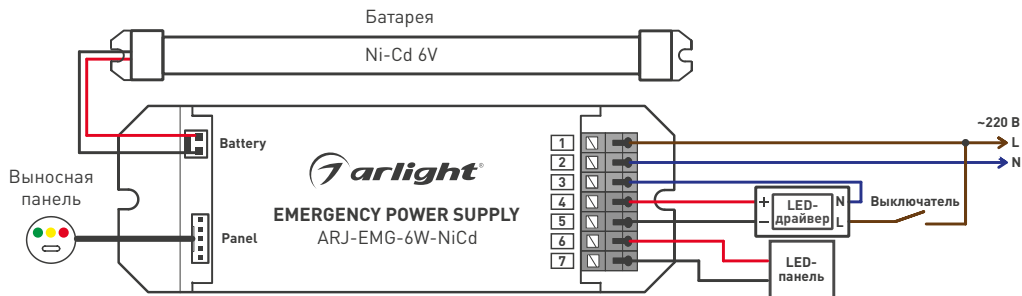 Батарея
Ni-Cd 6V
Battery
Выносная
панель
Panel
arlight®
EMERGENCY POWER SUPPLY
ARJ-EMG-6W-NiCd
1
2
3
4
5
6
7
~220 В
L
N
+
−
LED-
драйвер
N
L
Выключатель
LED-
панель